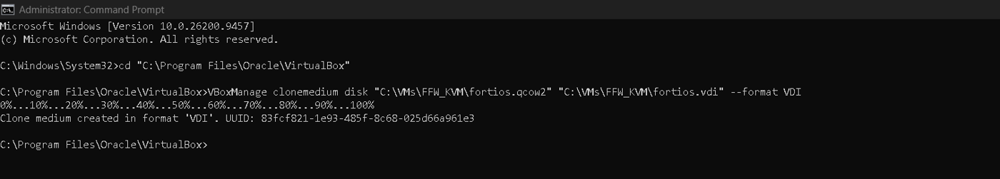 Administrator: Command Prompt
Microsoft Windows [Version 10.0.26200.9457]
(c) Microsoft Corporation. All rights reserved.
C:\Windows\System32>cd "C:\Program Files\Oracle\VirtualBox"
C:\Program Files\Oracle\VirtualBox>VBoxManage clonemedium disk "C:\VMs\FFW_KVM\fortios.qcow2" "C:\VMs\FFW_KVM\fortios.vdi" --format VDI
0%...10%...20%...30%...40%...50%...60%...70%...80%...90%...100%
Clone medium created in format 'VDI'. UUID: 83fcf821-1e93-485f-8c68-025d66a961e3
C:\Program Files\Oracle\VirtualBox>